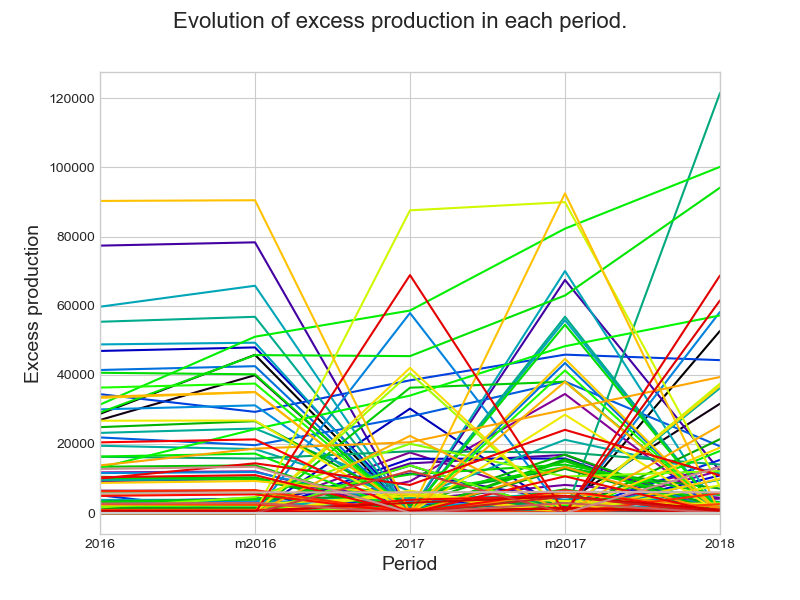 Evolution of excess production in each period.
120000
100000
80000
60000
40000
20000
0
Excess production
2016
m2016
2017
m2017
2018
Period